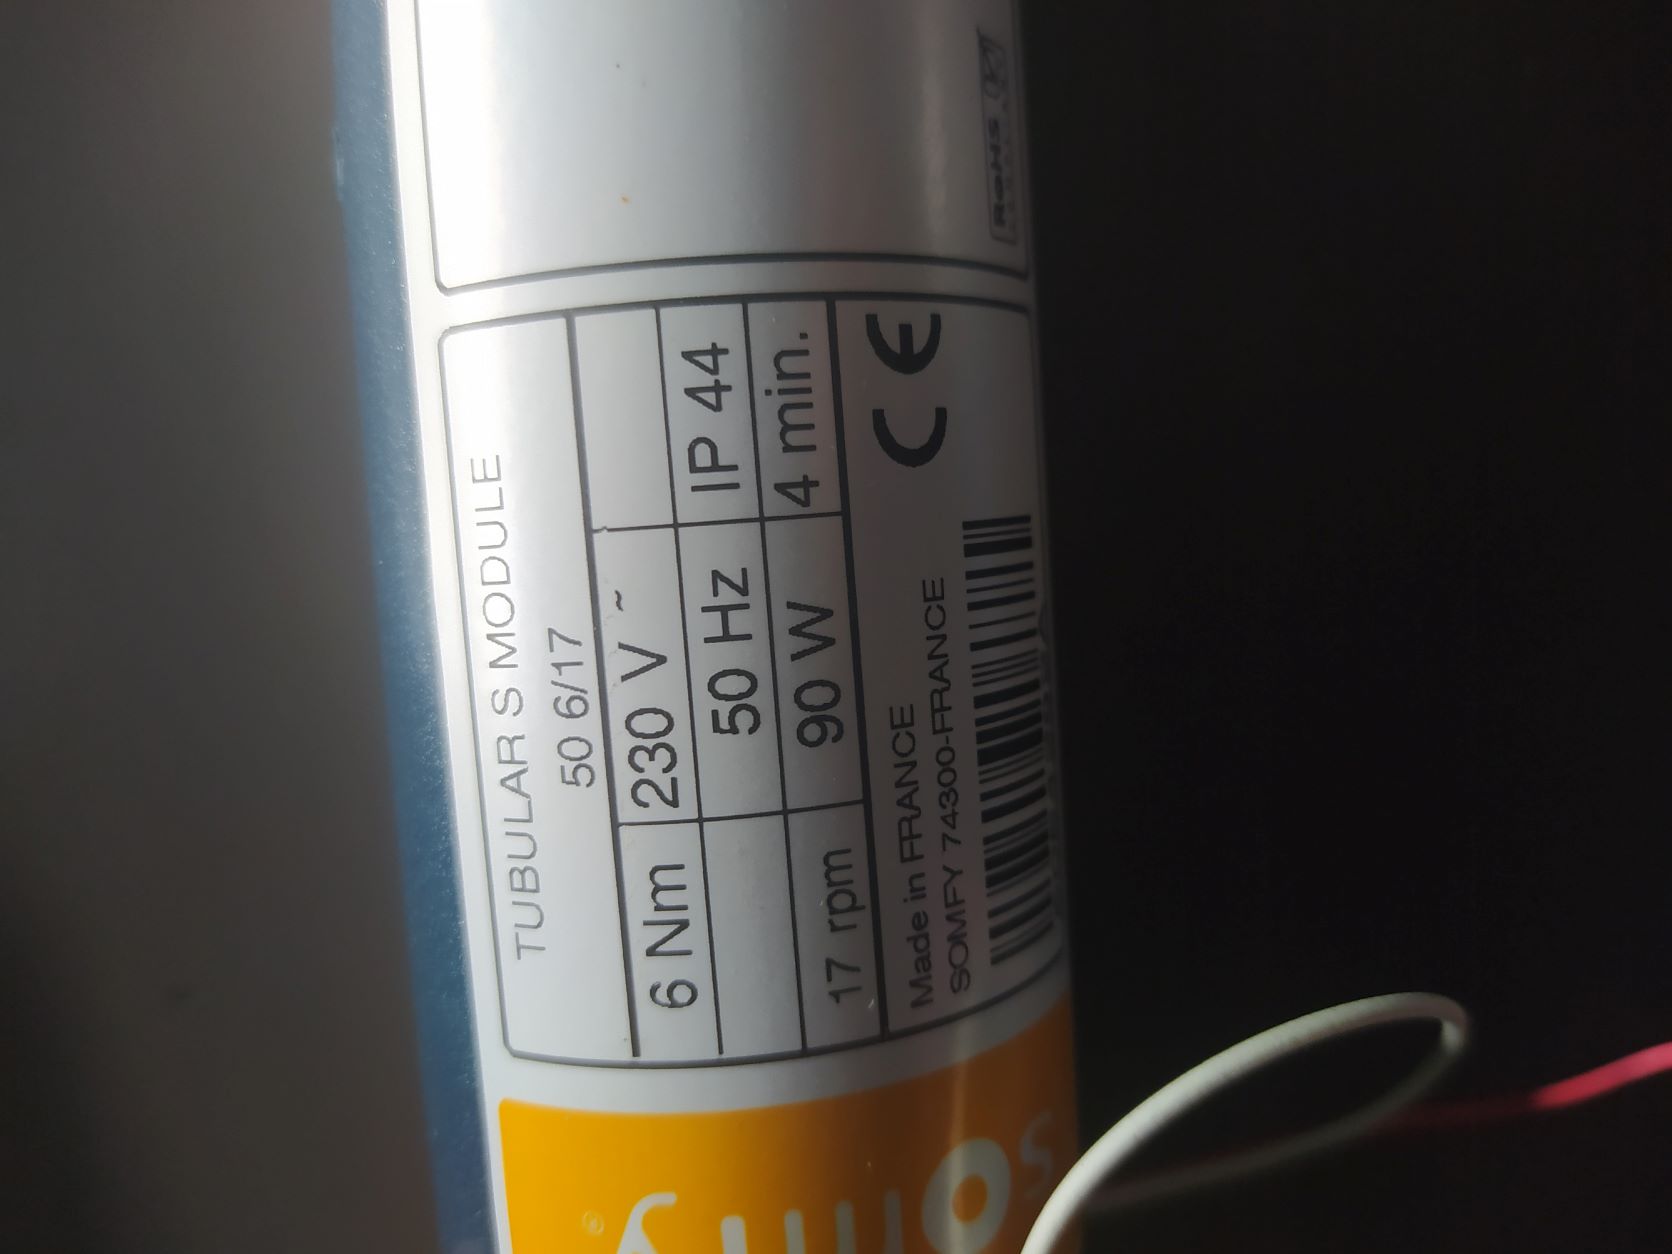 TUBULAR S MODULE
50 6/17
6 Nm 230 V ~
50 Hz IP 44
17 rpm 90 W 4 min.
Made in FRANCE CE
SOMFY 74300-FRANCE
RoHS
somfy®